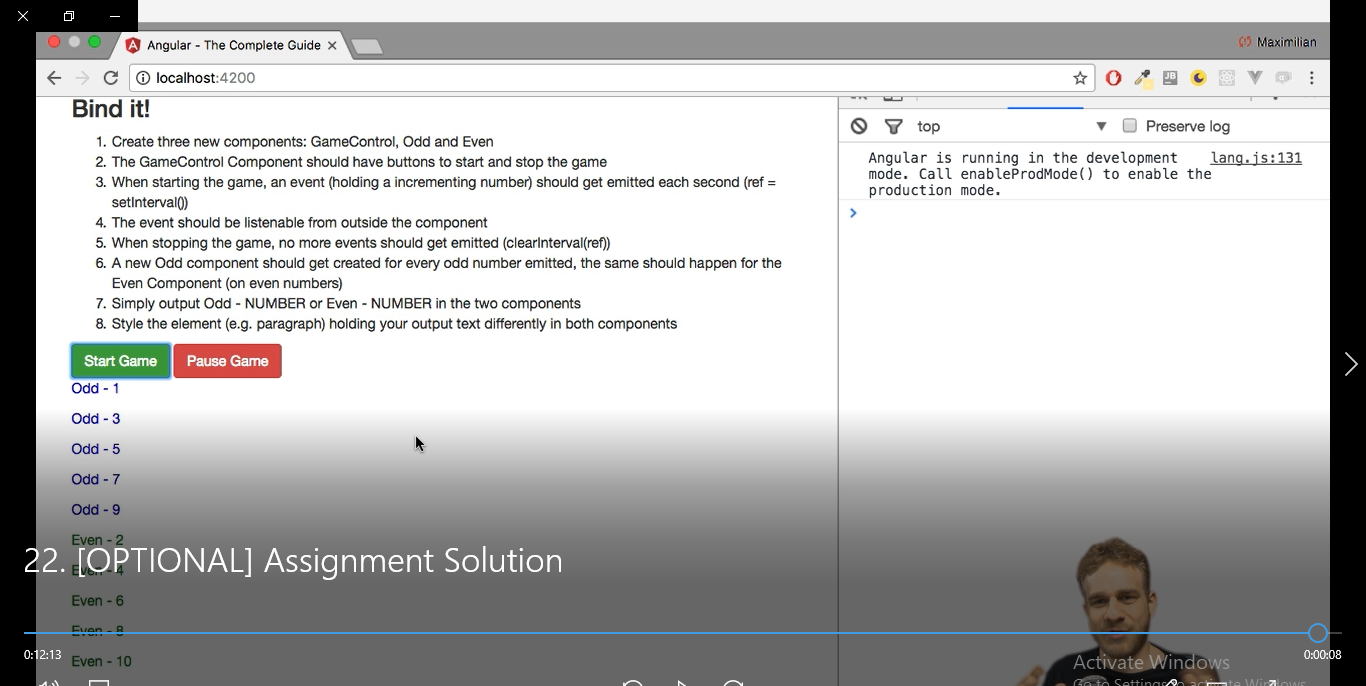 Angular - The Complete Guide
Maximilian
localhost:4200
Bind it!
1. Create three new components: GameControl, Odd and Even
2. The GameControl Component should have buttons to start and stop the game
3. When starting the game, an event (holding a incrementing number) should get emitted each second (ref =
setInterval())
4. The event should be listenable from outside the component
5. When stopping the game, no more events should get emitted (clearInterval(ref))
6. A new Odd component should get created for every odd number emitted, the same should happen for the
Even Component (on even numbers)
7. Simply output Odd - NUMBER or Even - NUMBER in the two components
8. Style the element (e.g. paragraph) holding your output text differently in both components
Start Game Pause Game
Odd - 1
Odd - 3
Odd - 5
Odd - 7
Odd - 9
Even - 2
22. [OPTIONAL] Assignment Solution
Even - 4
Even - 6
Even - 8
Even - 10
0:12:13
0:00:08
top
Preserve log
Angular is running in the development lang.js:131
mode. Call enableProdMode() to enable the
production mode.
Activate Windows
Go to Settings to activate Windows